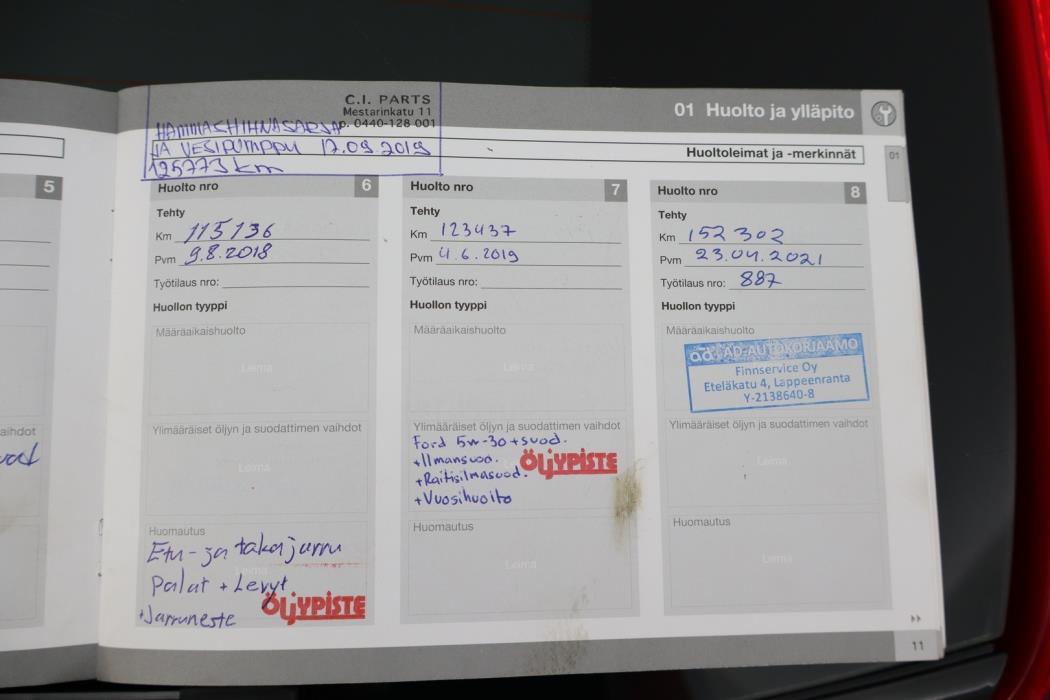 C.I. PARTS
Mestarinkatu 11
p. 0440-128 001
HAMMASHIHNASARJA
JA VESIPUMPPU 17.09 2019
125773 km
01 Huolto ja ylläpito
Huoltoleimat ja -merkinnät
01
5
aihdot
Huolto nro 6
Tehty
Km 115136
Pvm 9.8.2018
Työtilaus nro:
Huollon tyyppi
Määräaikaishuolto
Leima
Ylimääräiset öljyn ja suodattimen vaihdot
Leima
Huomautus
Etu- ja takajarru
Palat + Levyt
+Jarruneste
ÖLJYPISTE
Huolto nro 7
Tehty
Km 123437
Pvm 4.6.2019
Työtilaus nro:
Huollon tyyppi
Määräaikaishuolto
Leima
Ylimääräiset öljyn ja suodattimen vaihdot
Ford 5w-30 + suod.
+Ilmansuod.
+Raitisilmasuod.
+Vuosihuolto
ÖLJYPISTE
Huomautus
Leima
Huolto nro 8
Tehty
Km 152 302
Pvm 23.04.2021
Työtilaus nro: 887
Huollon tyyppi
Määräaikaishuolto
ad AD-AUTOKORJAAMO
Finnservice Oy
Eteläkatu 4, Lappeenranta
Y-2138640-8
Ylimääräiset öljyn ja suodattimen vaihdot
Leima
Huomautus
Leima
11